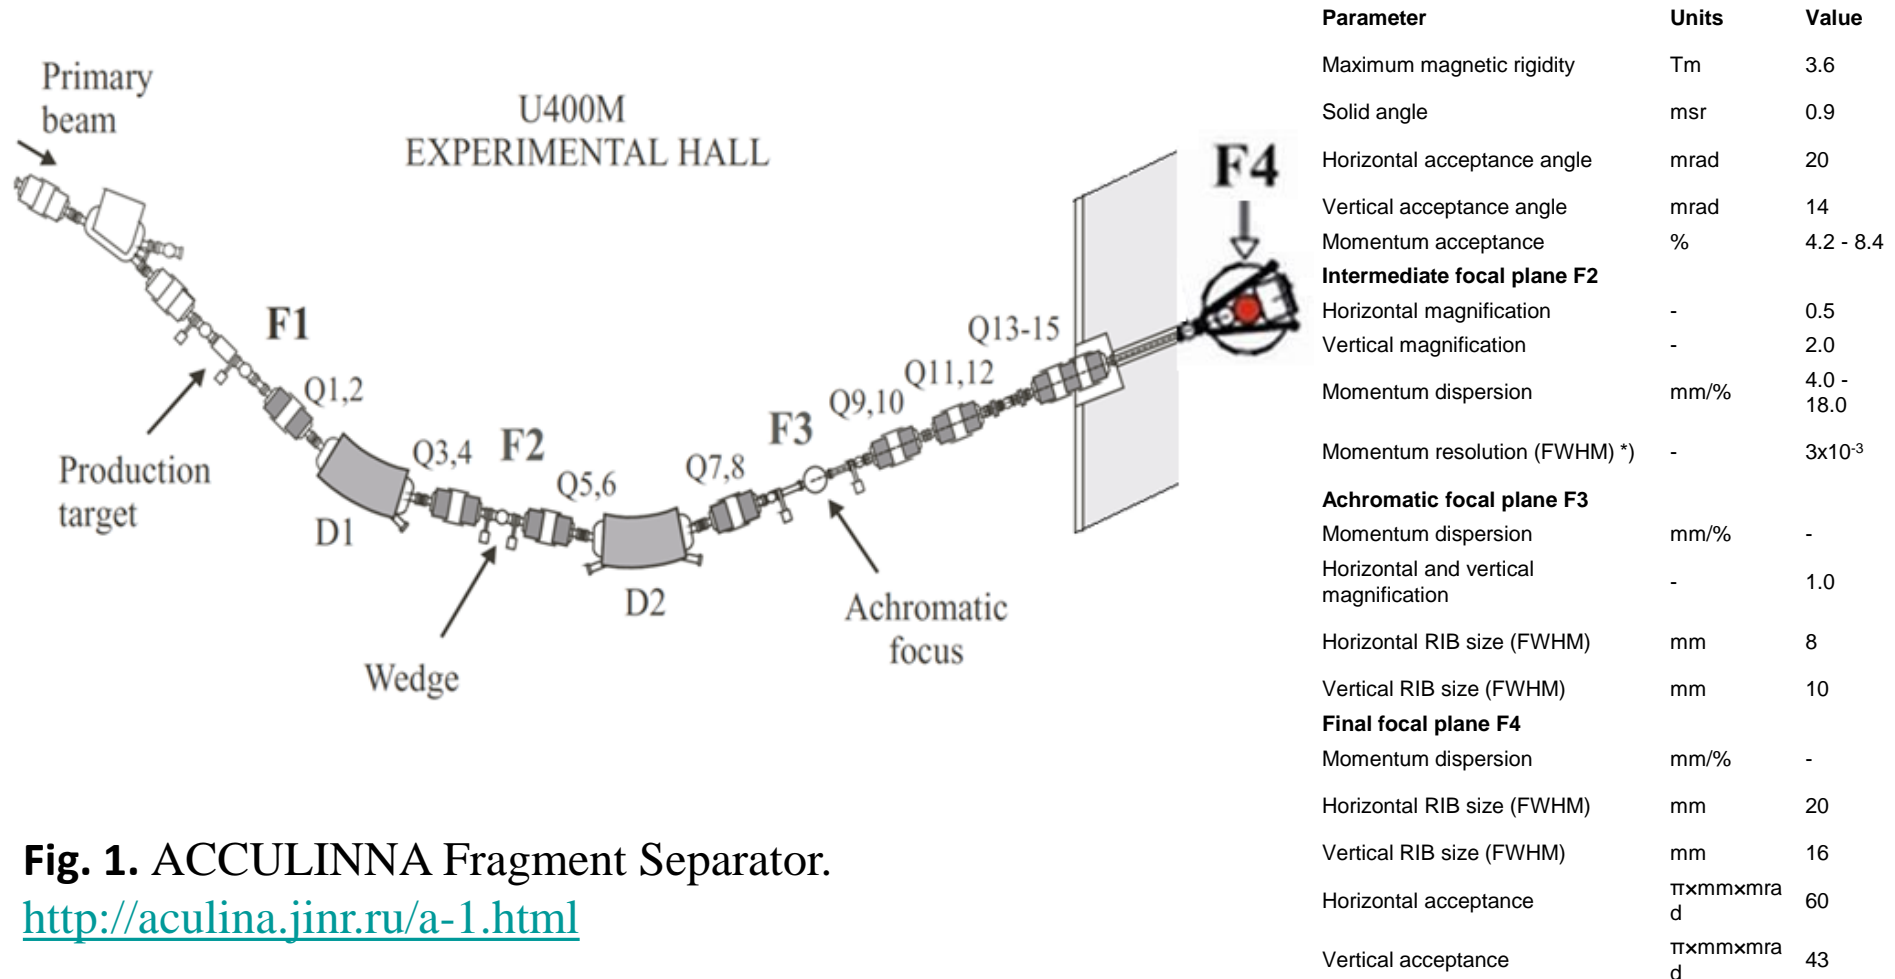 Primary
beam
U400M
EXPERIMENTAL HALL
F4
F1
Q1,2
Production
target
D1
Q3,4
F2
Q5,6
Wedge
D2
Q7,8
F3
Q9,10
Q11,12
Q13-15
Achromatic
focus
Fig. 1. ACCULINNA Fragment Separator.
http://aculina.jinr.ru/a-1.html
Parameter Units Value
Maximum magnetic rigidity Tm 3.6
Solid angle msr 0.9
Horizontal acceptance angle mrad 20
Vertical acceptance angle mrad 14
Momentum acceptance % 4.2 - 8.4
Intermediate focal plane F2
Horizontal magnification - 0.5
Vertical magnification - 2.0
Momentum dispersion mm/% 4.0 -
18.0
Momentum resolution (FWHM) *) - 3x10⁻³
Achromatic focal plane F3
Momentum dispersion mm/% -
Horizontal and vertical
magnification - 1.0
Horizontal RIB size (FWHM) mm 8
Vertical RIB size (FWHM) mm 10
Final focal plane F4
Momentum dispersion mm/% -
Horizontal RIB size (FWHM) mm 20
Vertical RIB size (FWHM) mm 16
Horizontal acceptance π×mm×mra
d 60
Vertical acceptance π×mm×mra
d 43